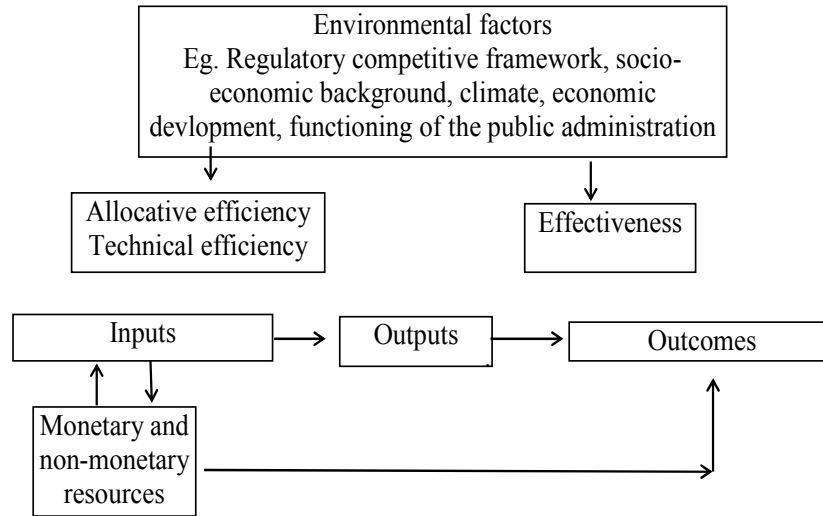 Environmental factors
Eg. Regulatory competitive framework, socio-
economic background, climate, economic
devlopment, functioning of the public administration
Allocative efficiency
Technical efficiency
Effectiveness
Inputs
Outputs
Outcomes
Monetary and
non-monetary
resources